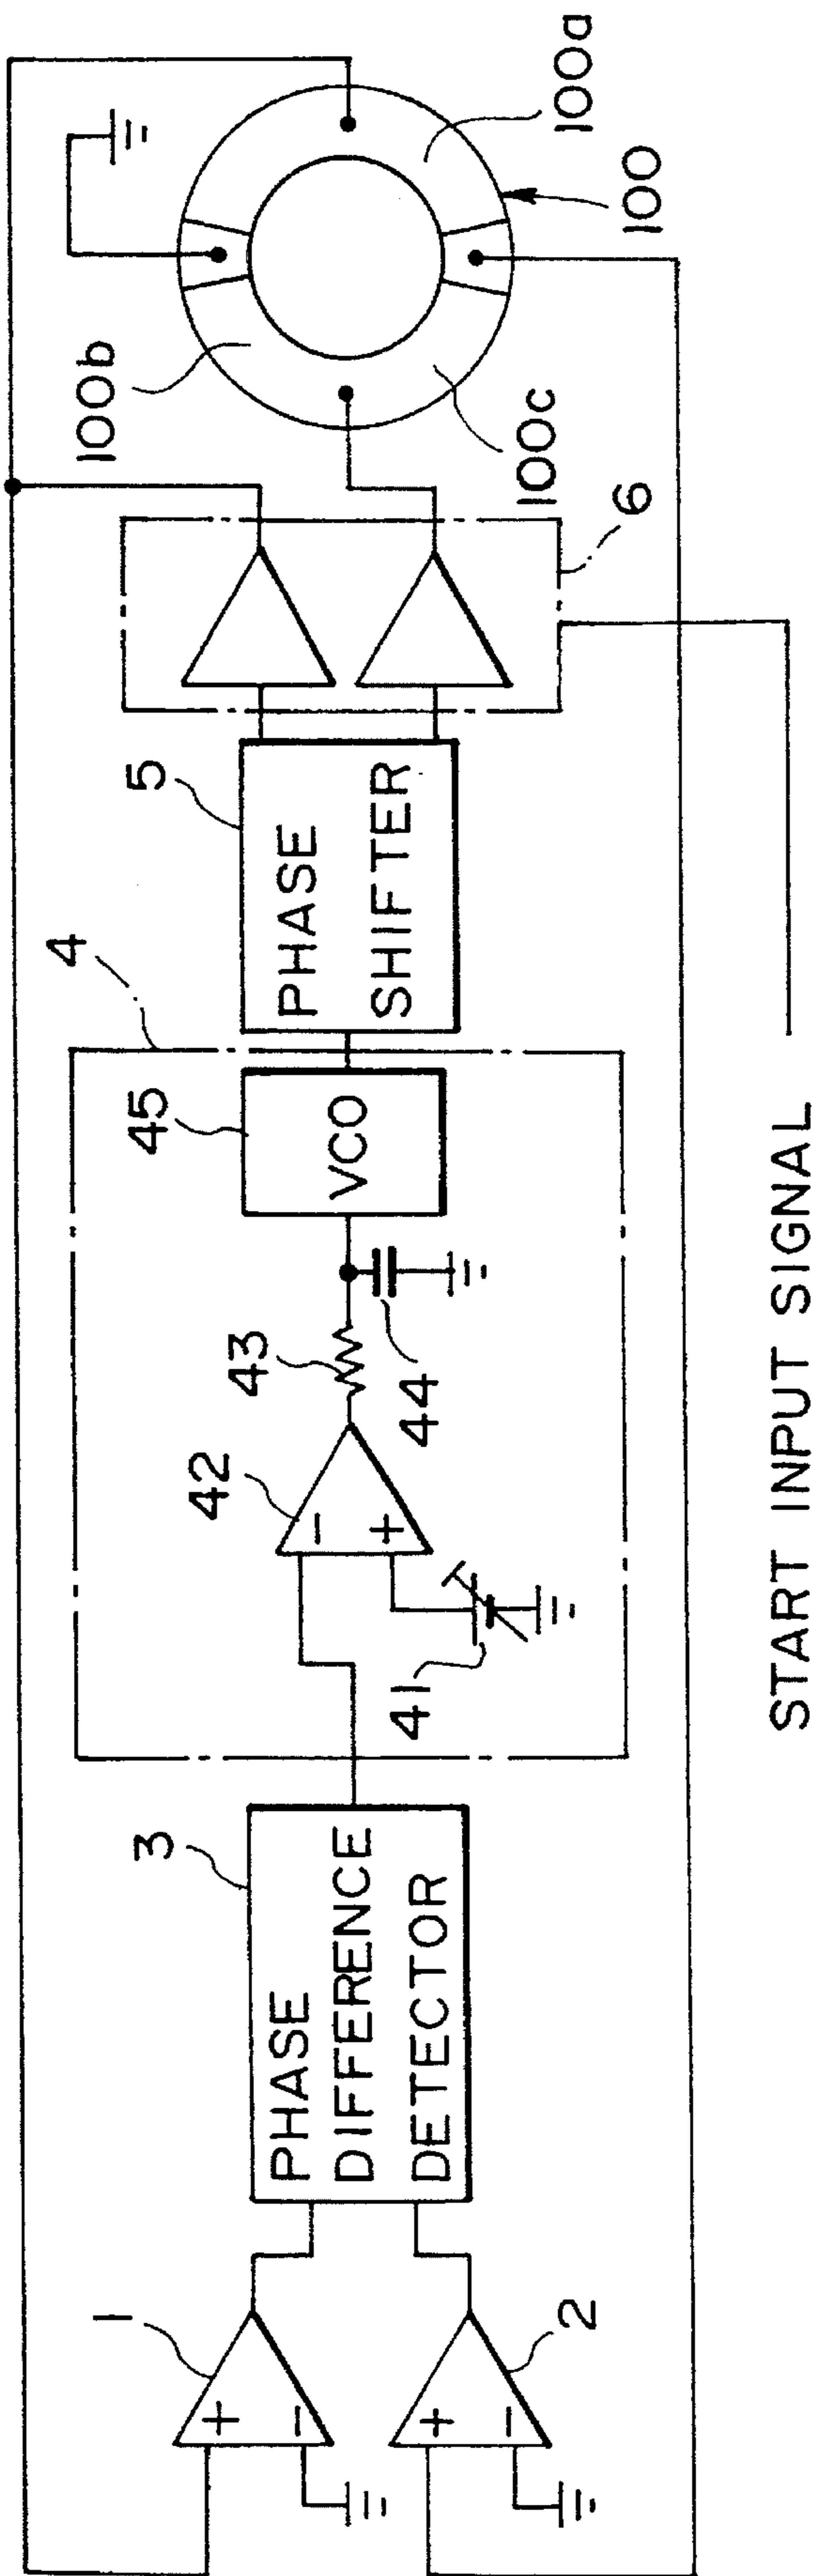 1
+
−
2
+
−
3
PHASE
DIFFERENCE
DETECTOR
4
41
42
−
+
43
44
45
VCO
5
PHASE
SHIFTER
6
100b
100c
100
100a
START INPUT SIGNAL